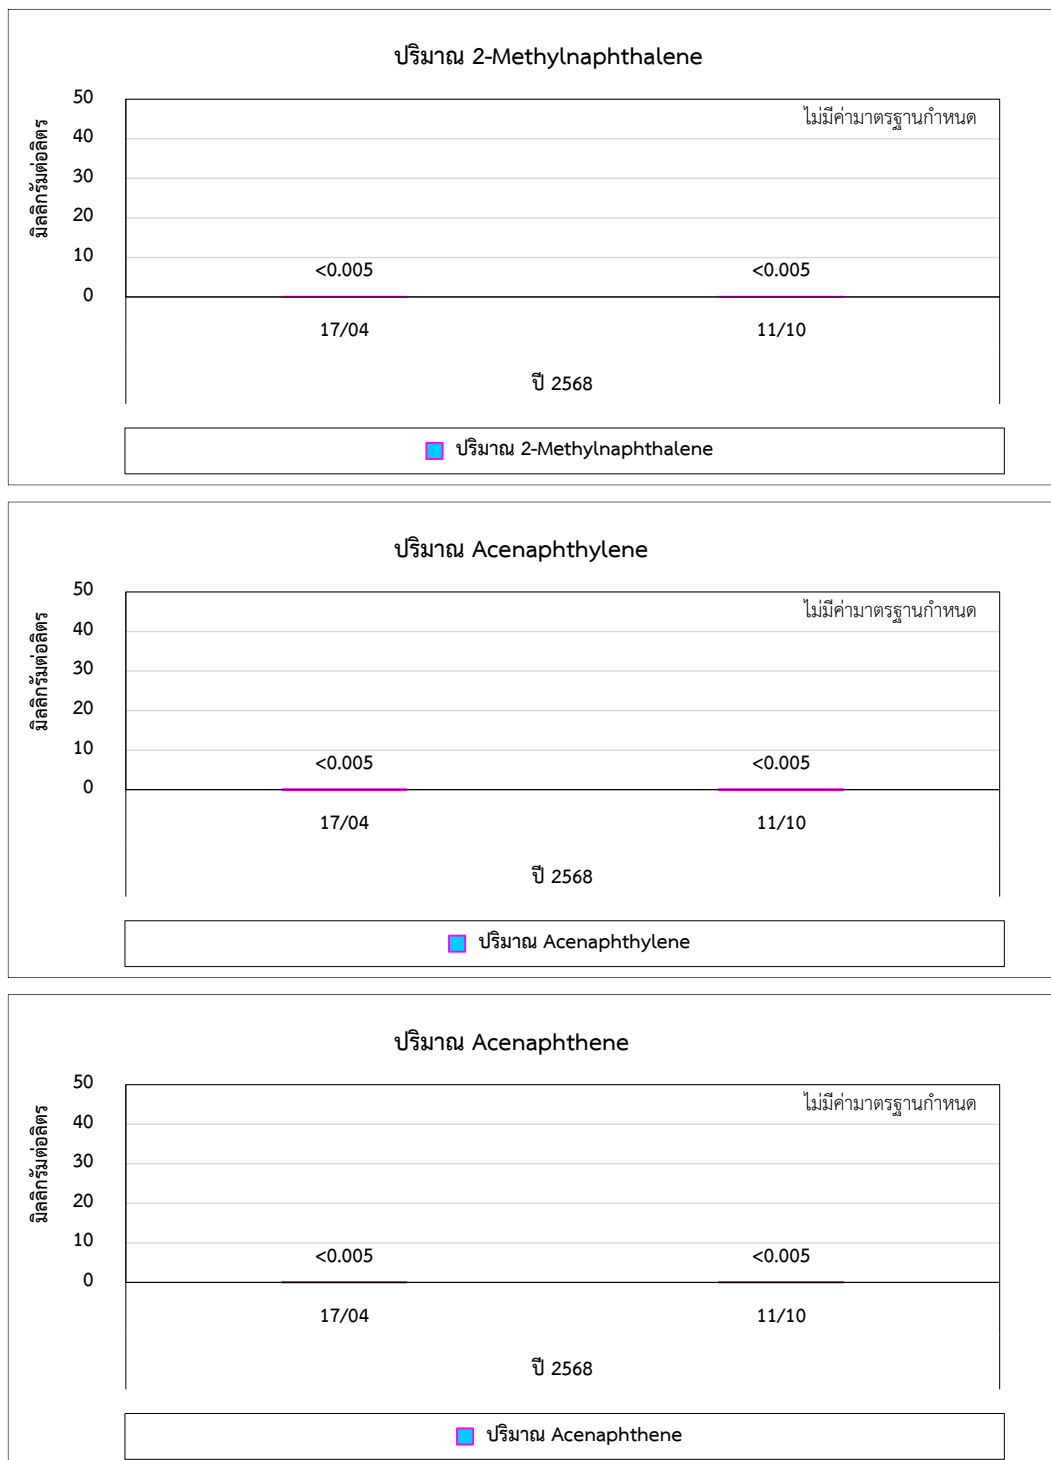 ปริมาณ 2-Methylnaphthalene
ไม่มีค่ามาตรฐานกำหนด
มิลลิกรัมต่อลิตร
50
40
30
20
10
0
<0.005 <0.005
17/04 11/10
ปี 2568
ปริมาณ 2-Methylnaphthalene
ปริมาณ Acenaphthylene
ไม่มีค่ามาตรฐานกำหนด
มิลลิกรัมต่อลิตร
50
40
30
20
10
0
<0.005 <0.005
17/04 11/10
ปี 2568
ปริมาณ Acenaphthylene
ปริมาณ Acenaphthene
ไม่มีค่ามาตรฐานกำหนด
มิลลิกรัมต่อลิตร
50
40
30
20
10
0
<0.005 <0.005
17/04 11/10
ปี 2568
ปริมาณ Acenaphthene